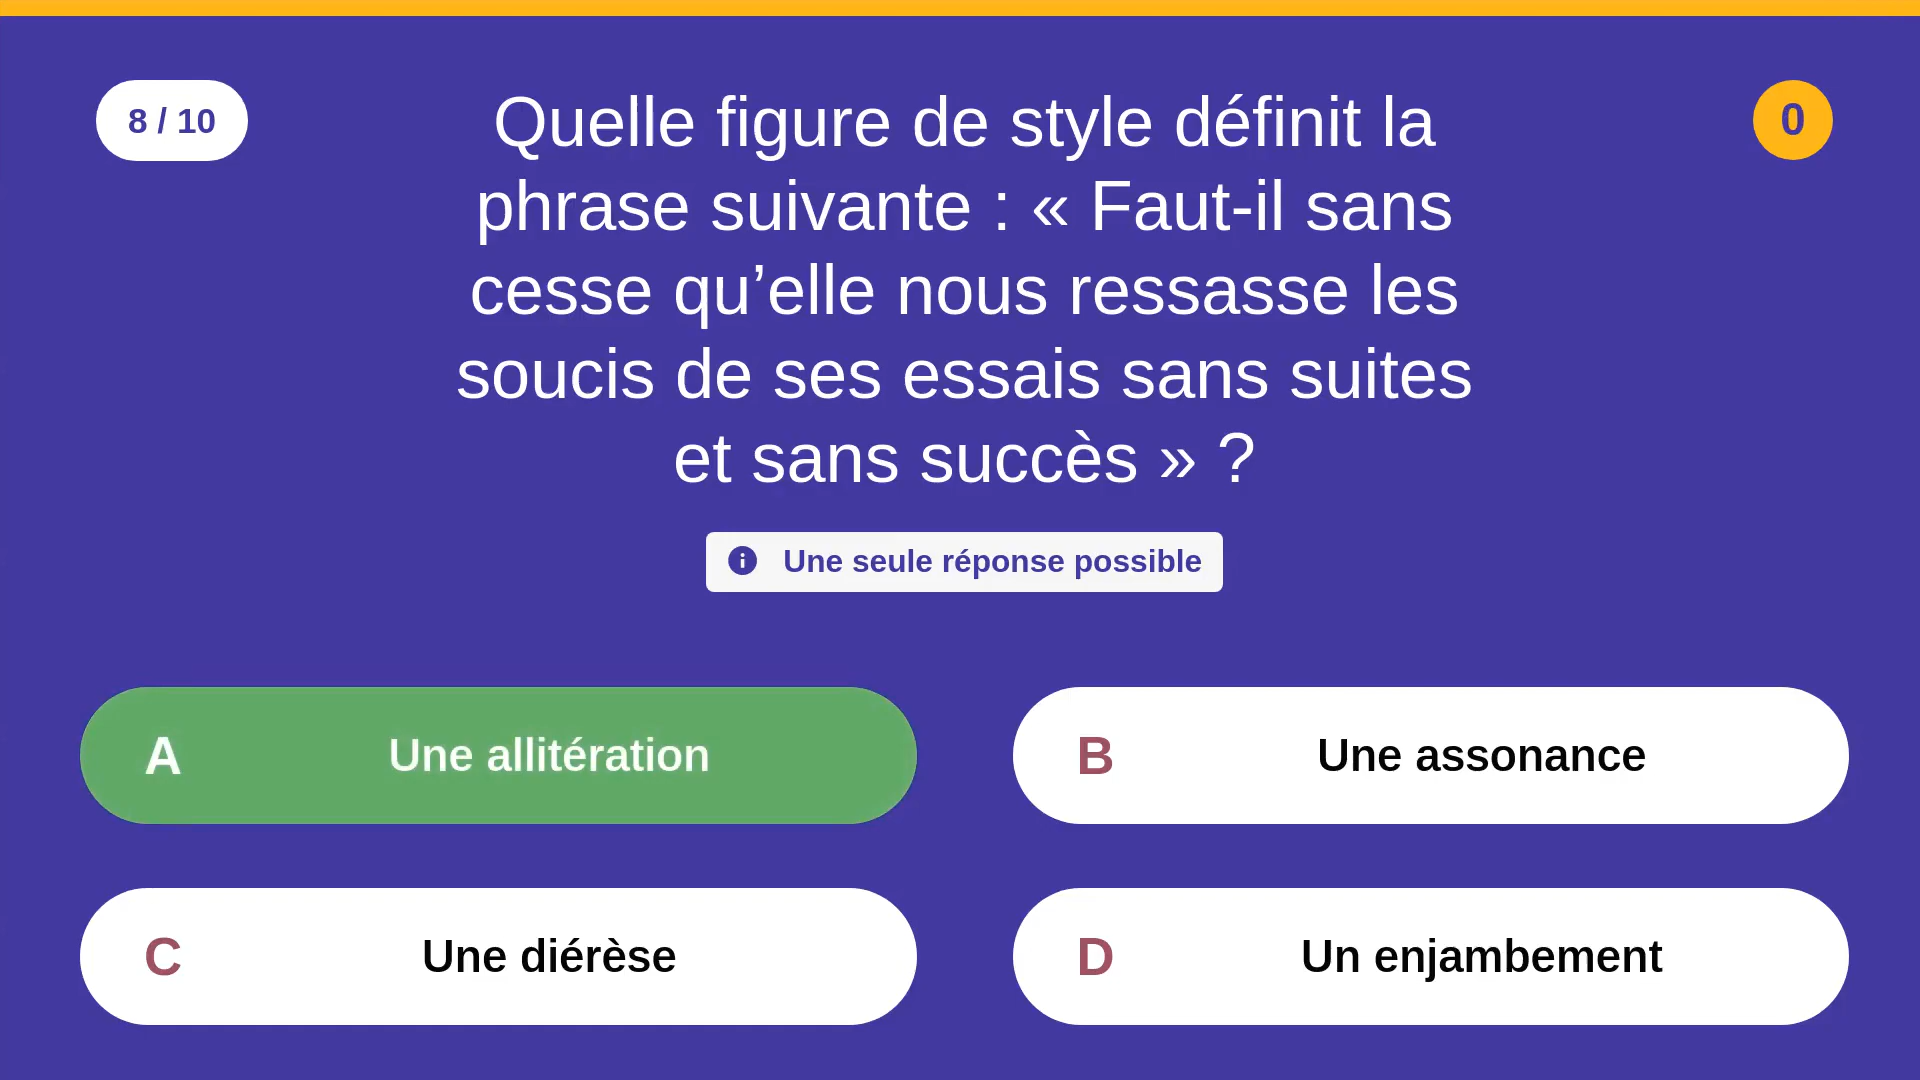 8 / 10
0
Quelle figure de style définit la
phrase suivante : « Faut-il sans
cesse qu’elle nous ressasse les
soucis de ses essais sans suites
et sans succès » ?
Une seule réponse possible
A Une allitération
B Une assonance
C Une diérèse
D Un enjambement